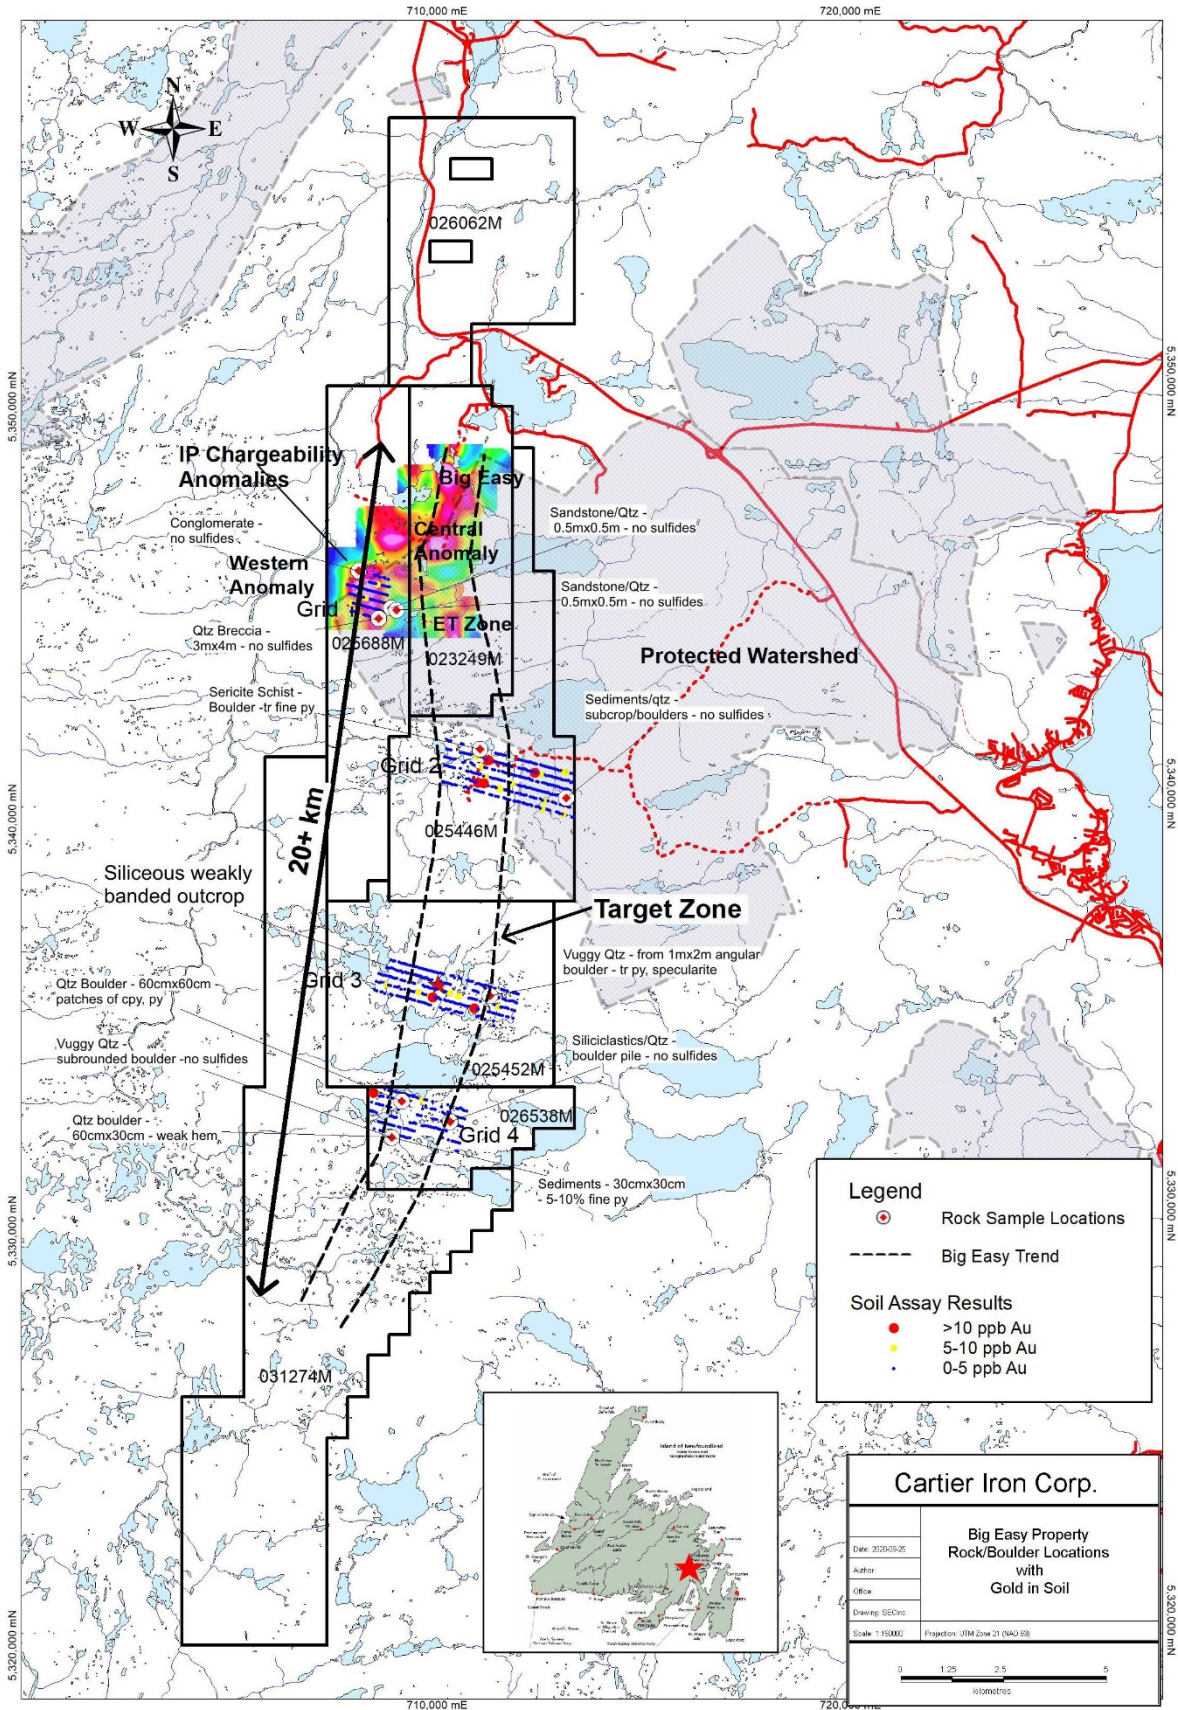 710,000 mE
720,000 mE
N
W
E
S
026062M
5,350,000 mN
5,350,000 mN
IP Chargeability
Anomalies
Big Easy
Conglomerate -
no sulfides
Central
Anomaly
Sandstone/Qtz -
0.5mx0.5m - no sulfides
Western
Anomaly
Sandstone/Qtz -
0.5mx0.5m - no sulfides
Grid
ET Zone
Qtz Breccia -
3mx4m - no sulfides
025688M
023249M
Protected Watershed
Sericite Schist -
Boulder -tr fine py
Sediments/qtz -
subcrop/boulders - no sulfides
Grid 2
5,340,000 mN
5,340,000 mN
025446M
20+ km
Siliceous weakly
banded outcrop
Target Zone
Vuggy Qtz - from 1mx2m angular
boulder - tr py, specularite
Grid 3
Qtz Boulder - 60cmx60cm -
patches of cpy, py
Vuggy Qtz -
subrounded boulder -no sulfides
Siliciclastics/Qtz -
boulder pile - no sulfides
025452M
026538M
Qtz boulder -
60cmx30cm - weak hem
Grid 4
Sediments - 30cmx30cm
- 5-10% fine py
5,330,000 mN
5,330,000 mN
Legend
Rock Sample Locations
Big Easy Trend
Soil Assay Results
>10 ppb Au
5-10 ppb Au
0-5 ppb Au
031274M
Island of Newfoundland
Cartier Iron Corp.
Big Easy Property
Rock/Boulder Locations
with
Gold in Soil
Date: 2020-09-25
Author:
Office:
Drawing: SECinc.
Scale: 1:150000
Projection: UTM Zone 21 (NAD 83)
0 1.25 2.5 5
kilometres
5,320,000 mN
5,320,000 mN
710,000 mE
720,000 mE